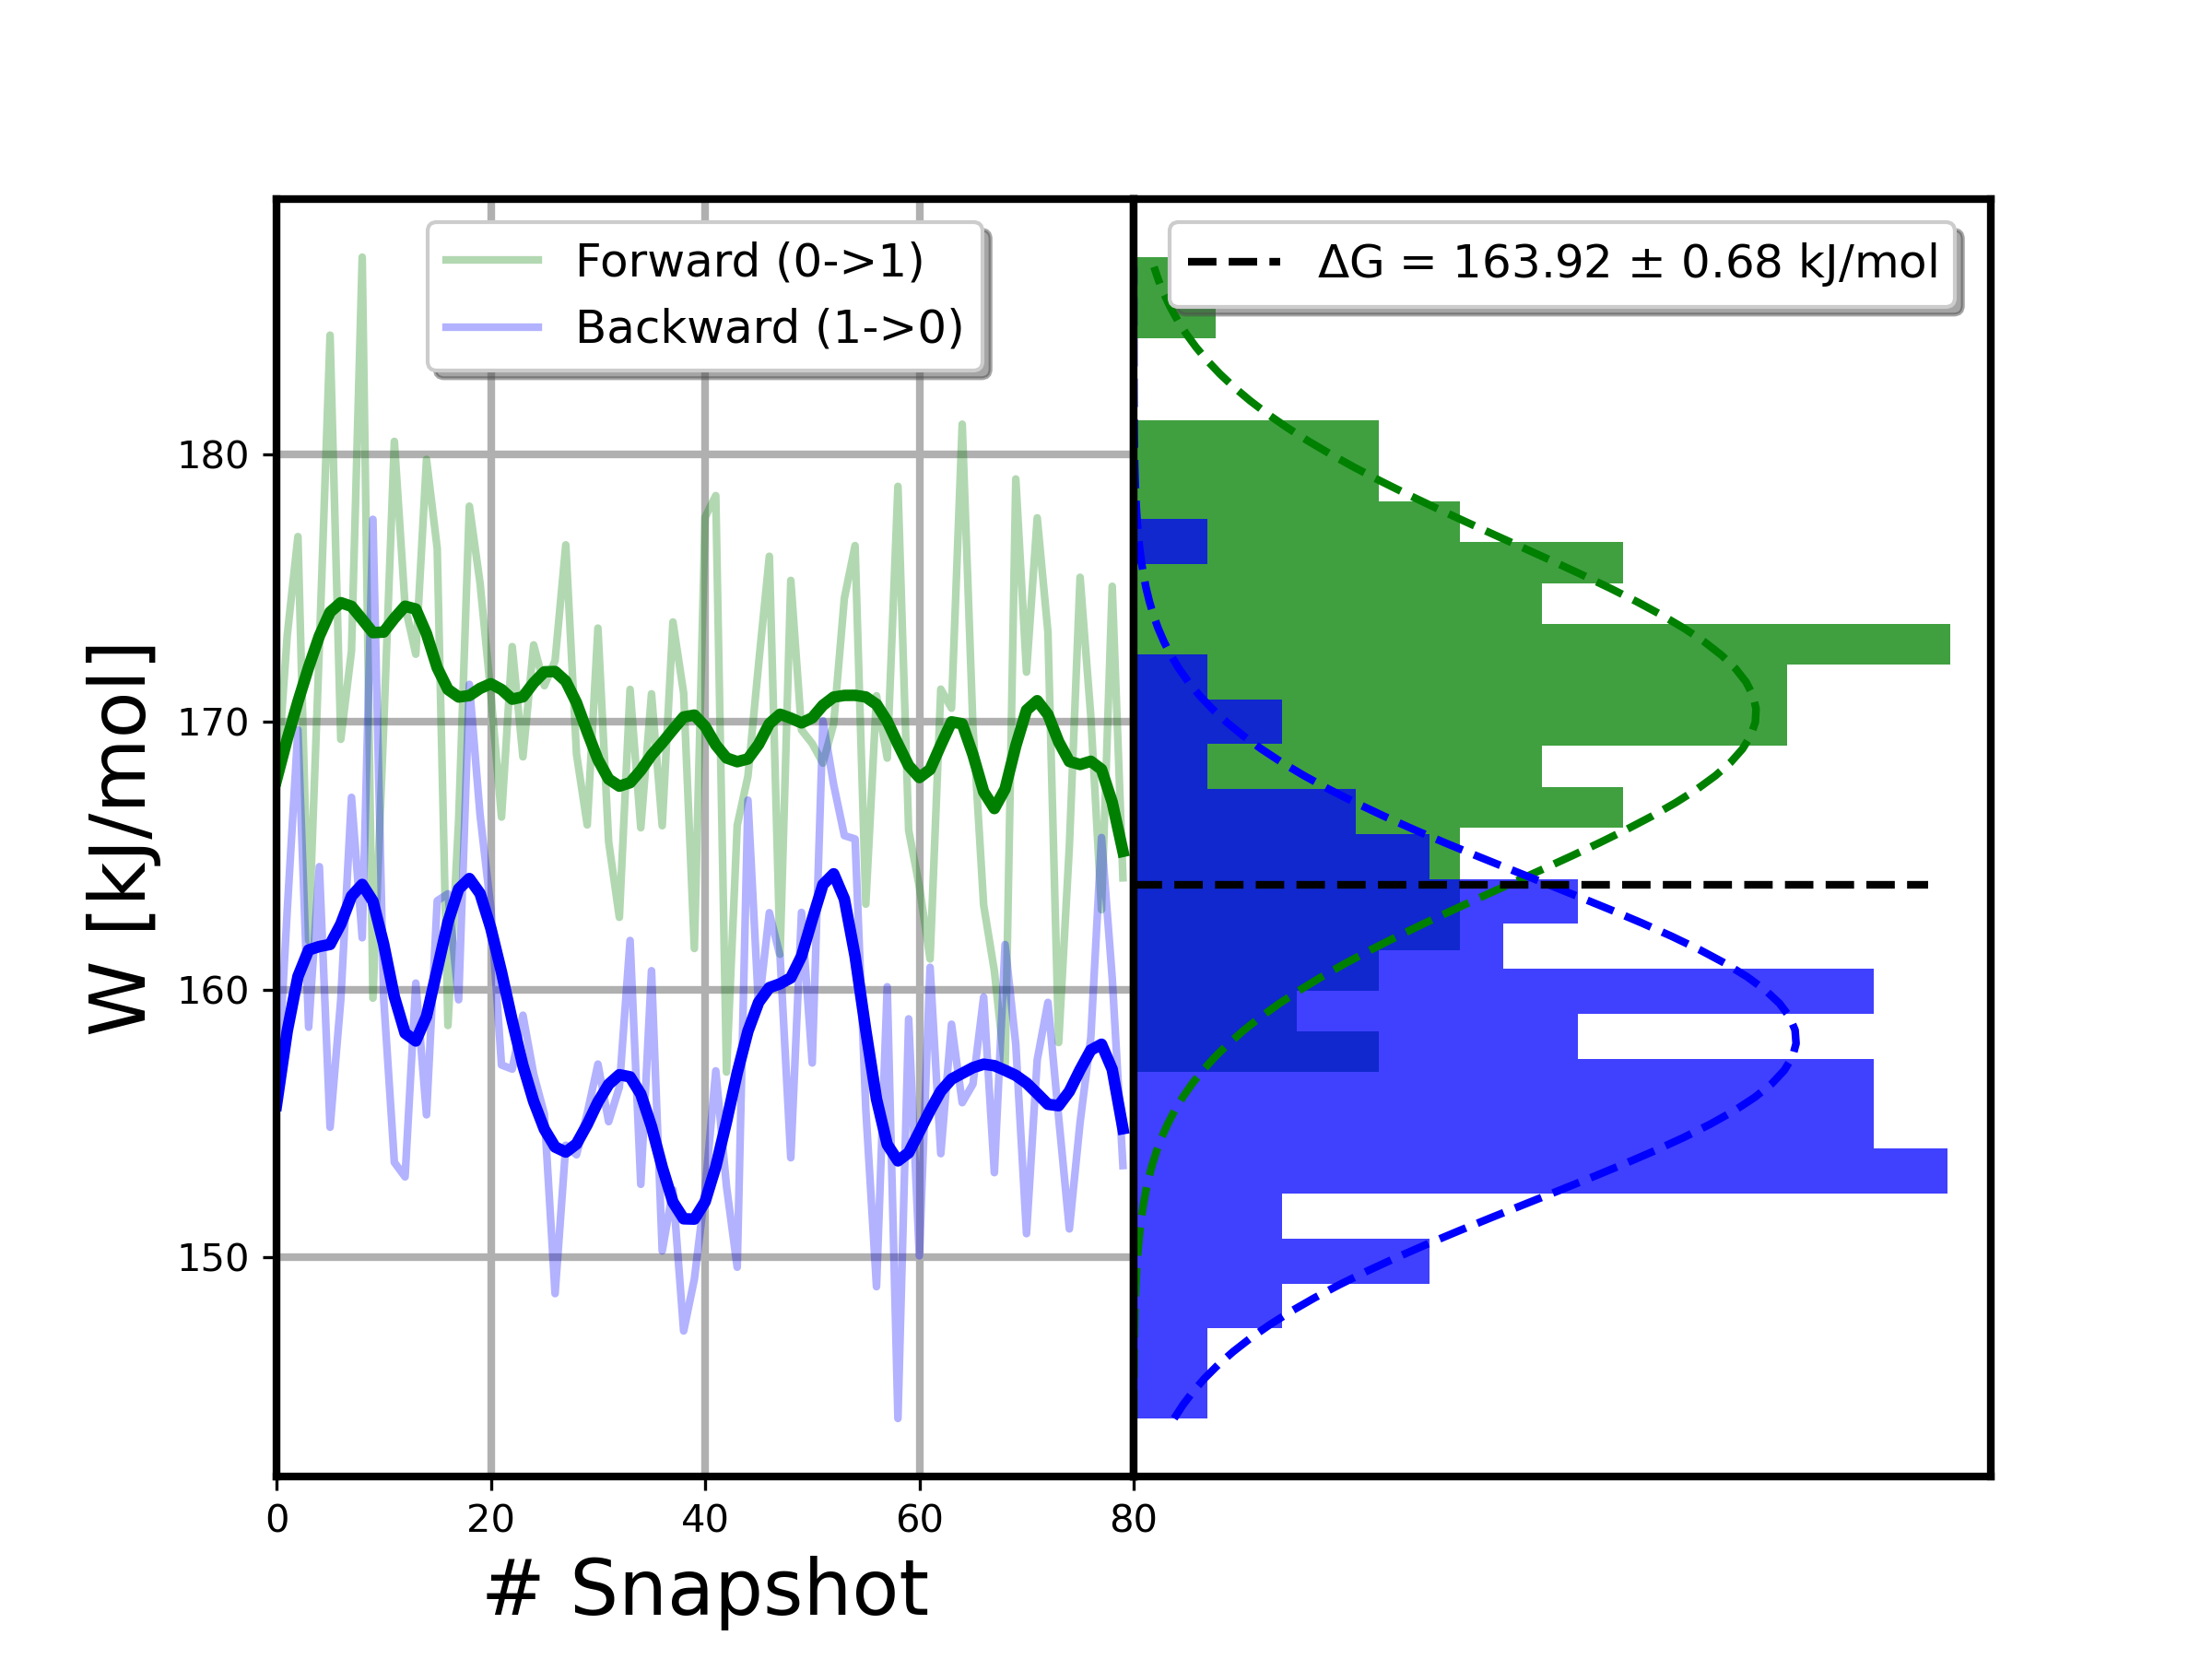 Forward (0->1)
Backward (1->0)
ΔG = 163.92 ± 0.68 kJ/mol
W [kJ/mol]
180
170
160
150
0 20 40 60 80
# Snapshot